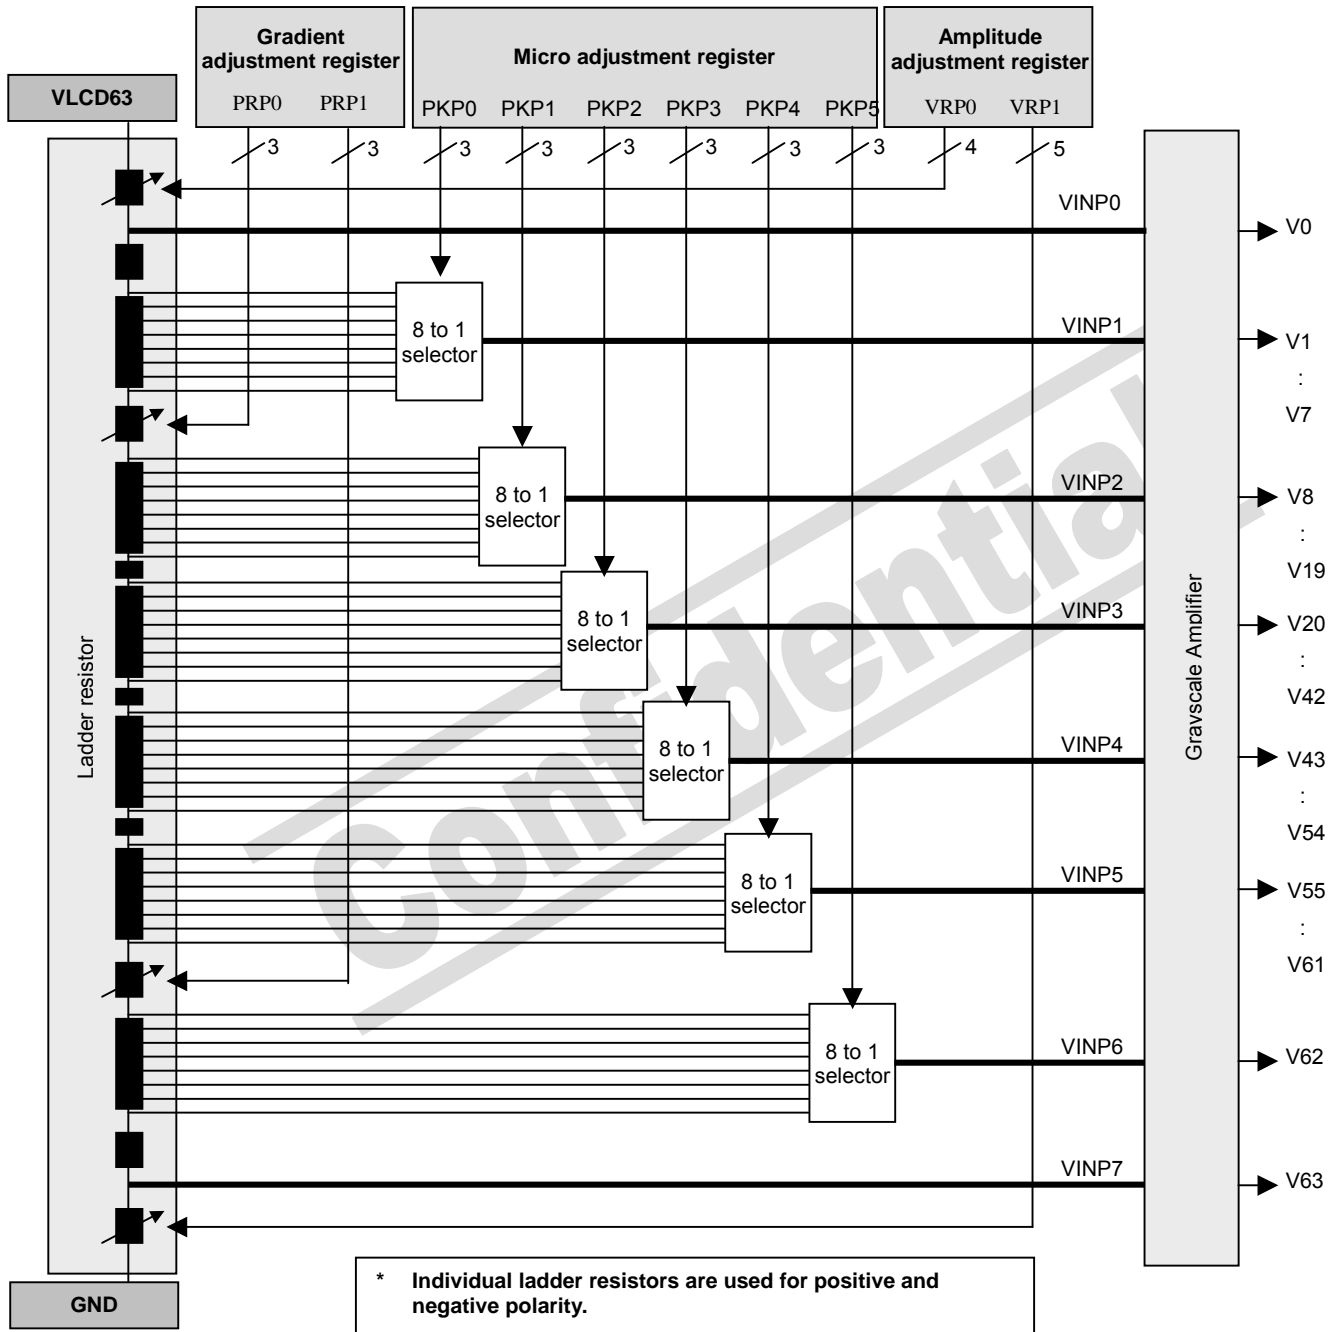 Gradient
adjustment register
PRP0 PRP1
Micro adjustment register
PKP0 PKP1 PKP2 PKP3 PKP4 PKP5
Amplitude
adjustment register
VRP0 VRP1
VLCD63
3 3 3 3 3 3 3 3 4 5
VINP0
V0
8 to 1
selector
VINP1
V1
:
V7
8 to 1
selector
VINP2
V8
:
V19
8 to 1
selector
VINP3
V20
:
V42
8 to 1
selector
VINP4
V43
:
V54
8 to 1
selector
VINP5
V55
:
V61
8 to 1
selector
VINP6
V62
VINP7
V63
Ladder resistor
Grayscale Amplifier
Confidential
GND
* Individual ladder resistors are used for positive and
negative polarity.